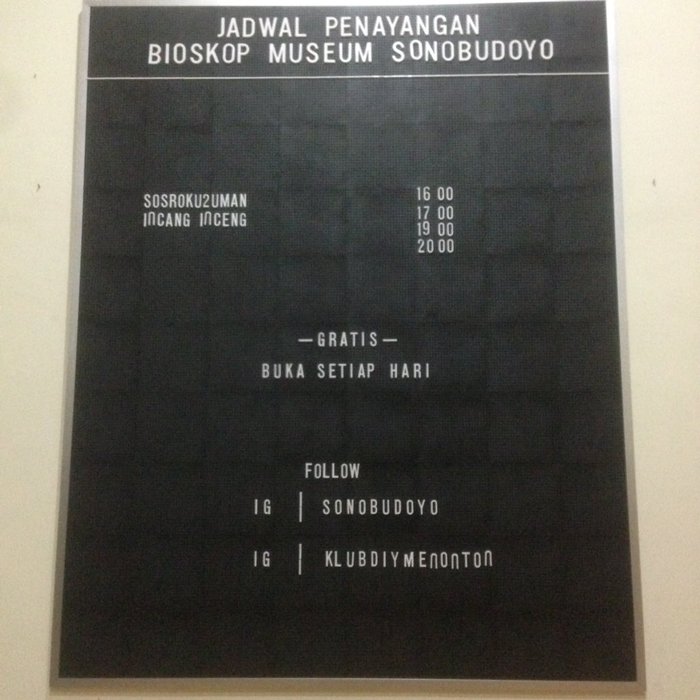 JADWAL PENAYANGAN
BIOSKOP MUSEUM SONOBUDOYO
SOSROKU2UMAN
INCANG INCENG
16 00
17 00
19 00
20 00
—GRATIS—
BUKA SETIAP HARI
FOLLOW
IG | SONOBUDOYO
IG | KLUBDIYMENONTON